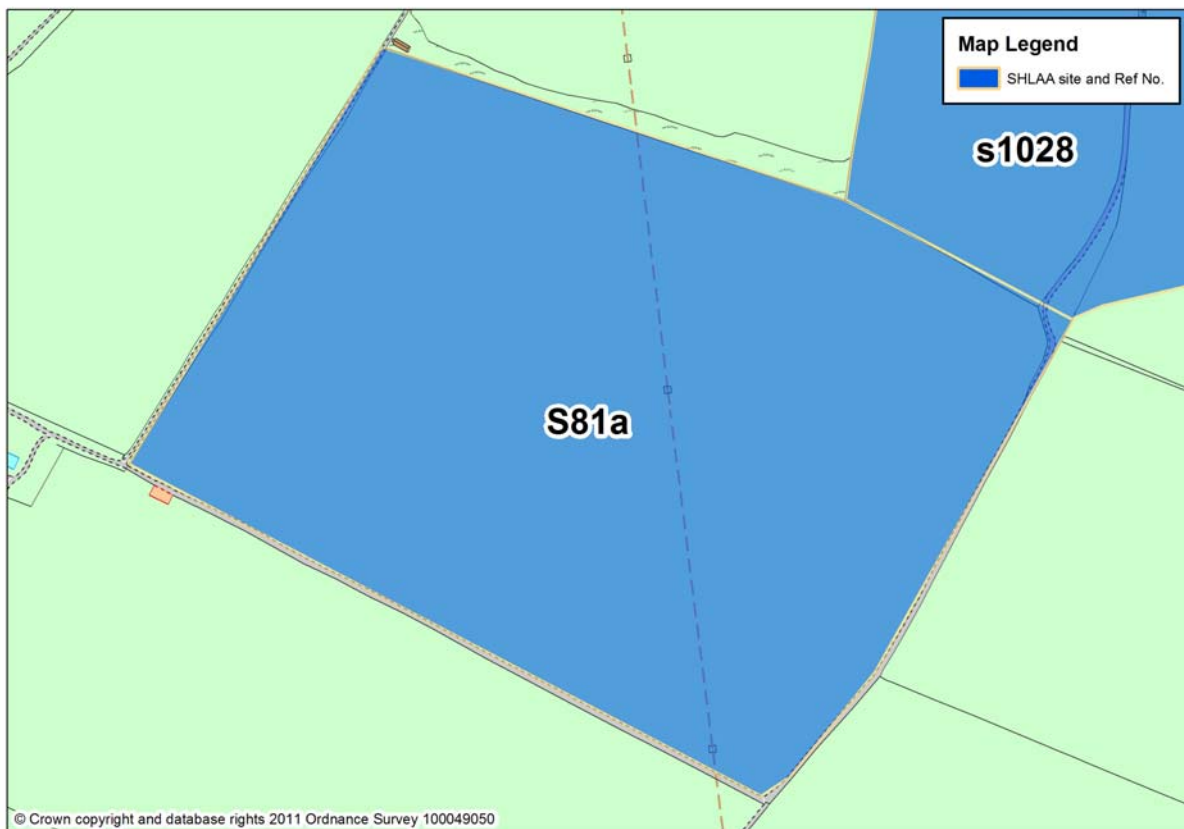 Map Legend
SHLAA site and Ref No.
s1028
S81a
© Crown copyright and database rights 2011 Ordnance Survey 100049050